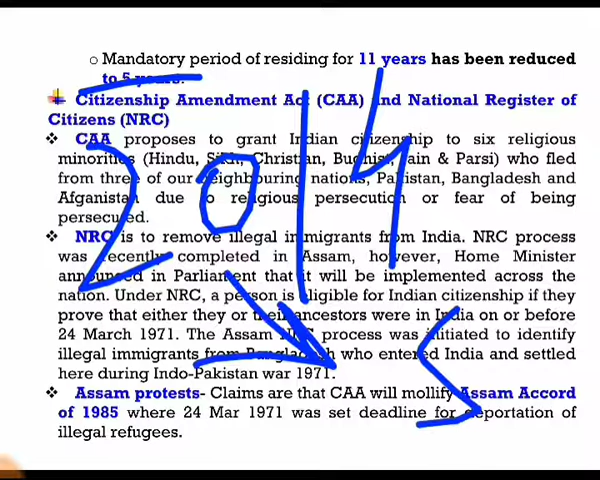 ○ Mandatory period of residing for 11 years has been reduced
to 5 years.
Citizenship Amendment Act (CAA) and National Register of
Citizens (NRC)
❖ CAA proposes to grant Indian citizenship to six religious
minorities (Hindu, Sikh, Christian, Buddhist, Jain & Parsi) who fled
from three of our neighbouring nations, Pakistan, Bangladesh and
Afganistan due to religious persecution or fear of being
persecuted.
❖ NRC is to remove illegal immigrants from India. NRC process
was recently completed in Assam, however, Home Minister
announced in Parliament that it will be implemented across the
nation. Under NRC, a person is eligible for Indian citizenship if they
prove that either they or their ancestors were in India on or before
24 March 1971. The Assam NRC process was initiated to identify
illegal immigrants from Bangladesh who entered India and settled
here during Indo-Pakistan war 1971.
❖ Assam protests- Claims are that CAA will mollify Assam Accord
of 1985 where 24 Mar 1971 was set deadline for deportation of
illegal refugees.
2014
5